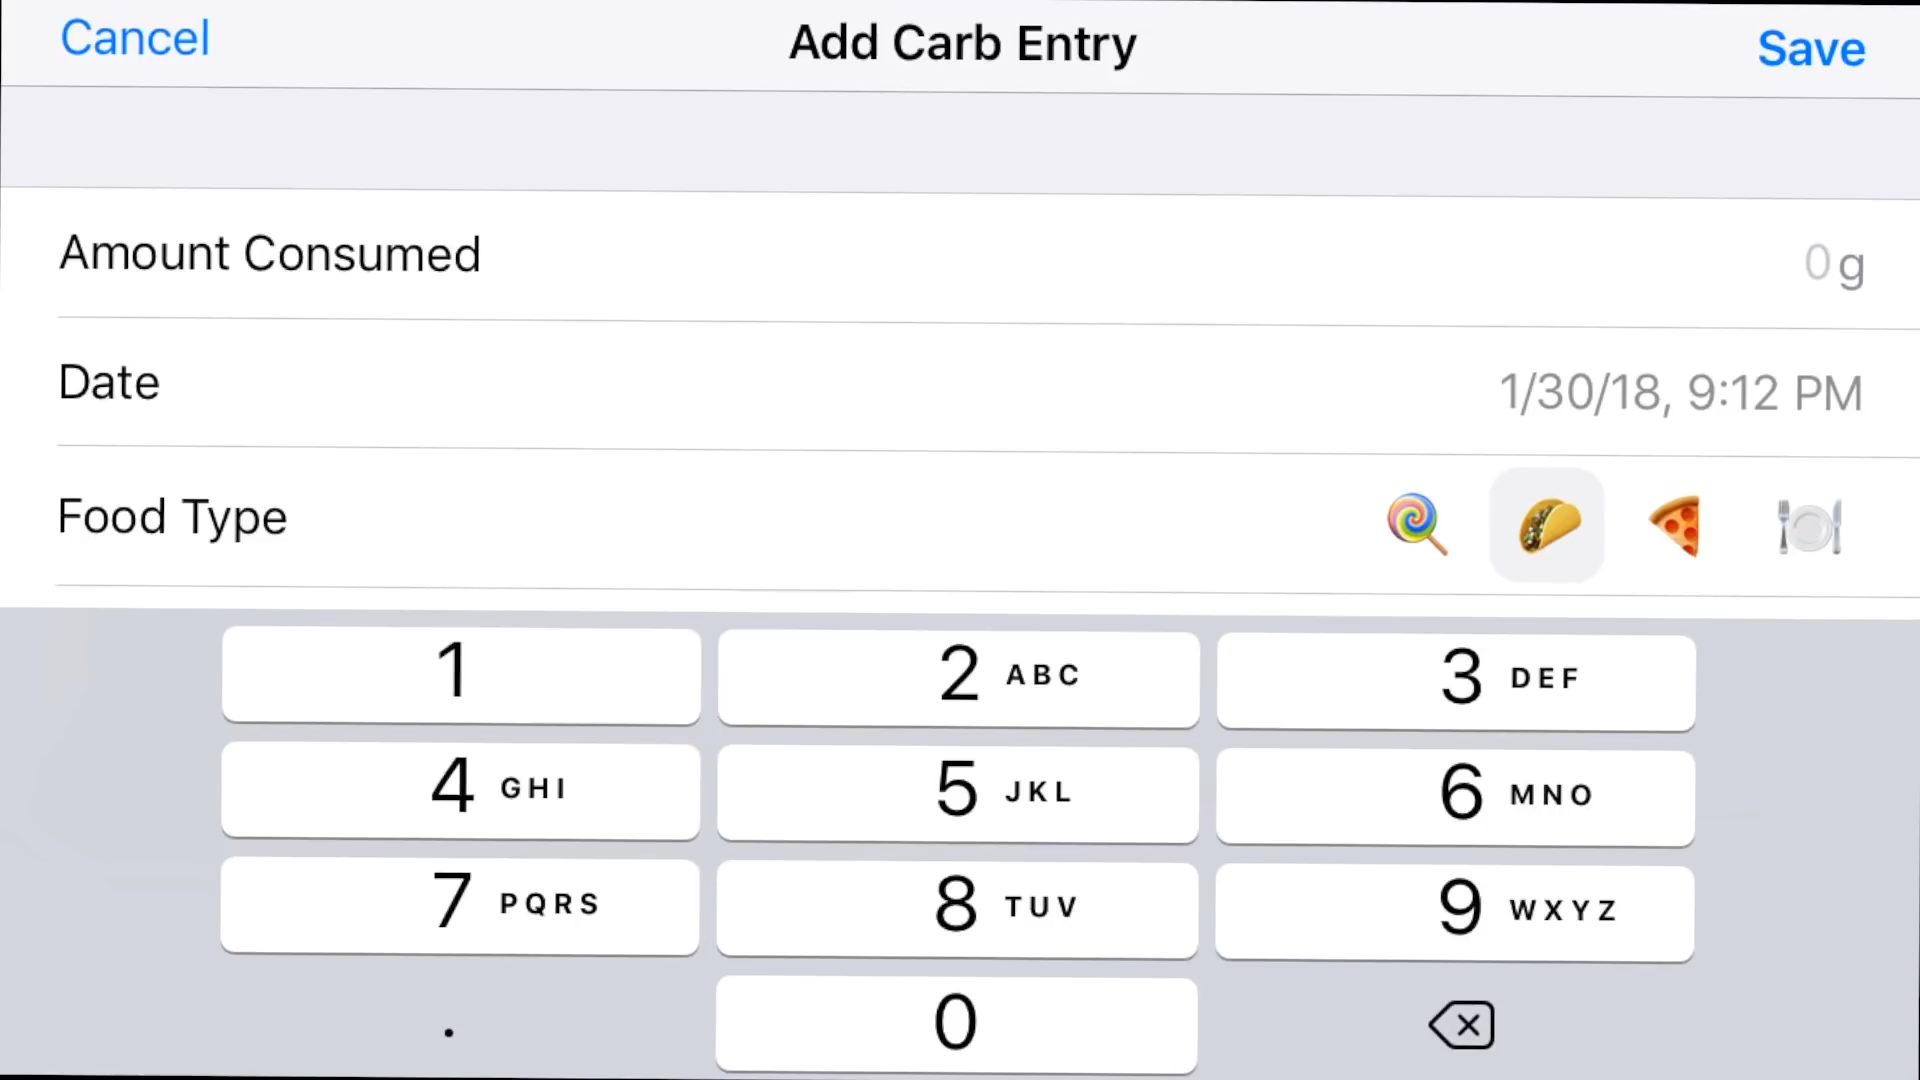 Cancel Add Carb Entry Save
Amount Consumed 0 g
Date 1/30/18, 9:12 PM
Food Type
1 2 ABC 3 DEF
4 GHI 5 JKL 6 MNO
7 PQRS 8 TUV 9 WXYZ
. 0